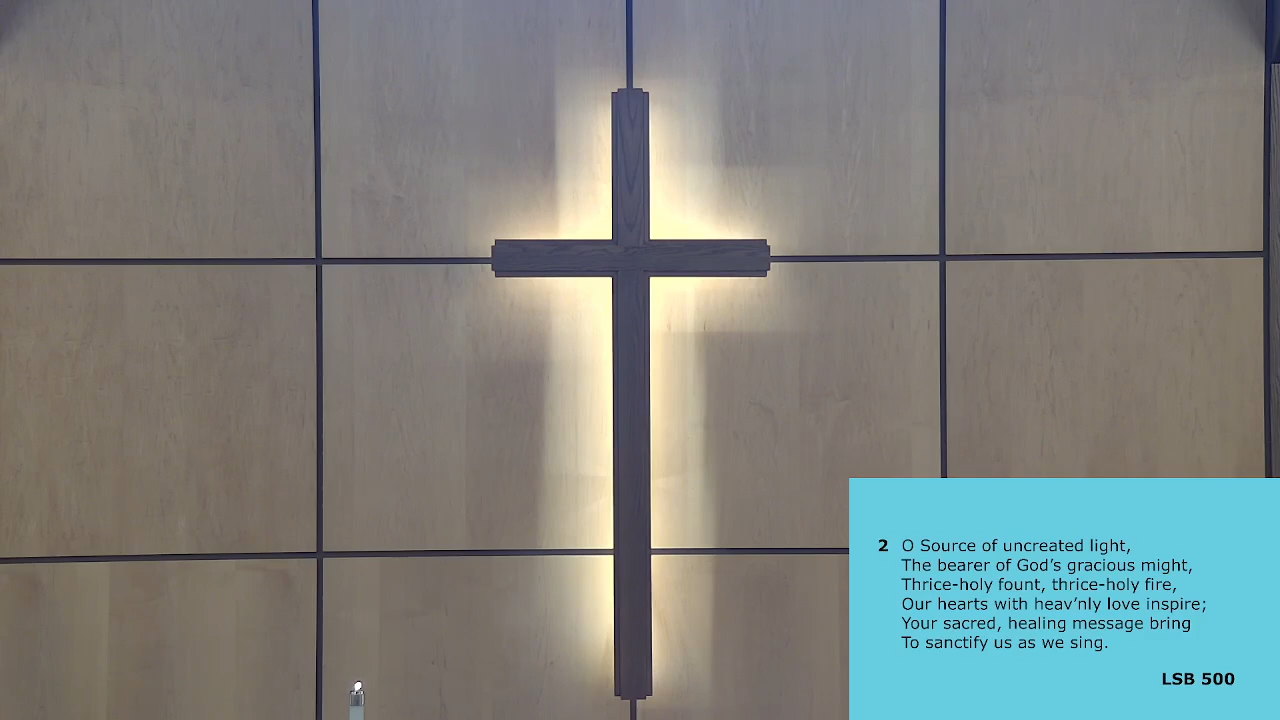 2 O Source of uncreated light,
The bearer of God's gracious might,
Thrice-holy fount, thrice-holy fire,
Our hearts with heav'nly love inspire;
Your sacred, healing message bring
To sanctify us as we sing.
LSB 500